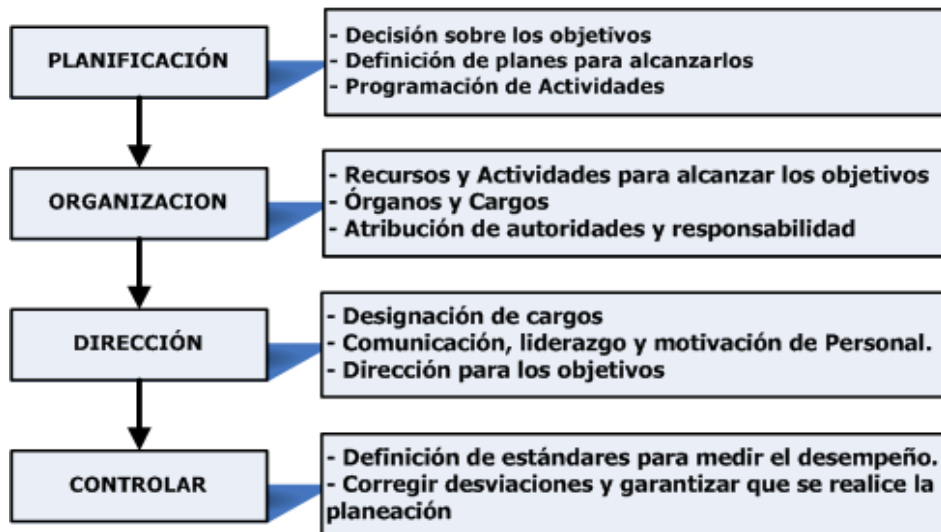 PLANIFICACIÓN
- Decisión sobre los objetivos
- Definición de planes para alcanzarlos
- Programación de Actividades
ORGANIZACION
- Recursos y Actividades para alcanzar los objetivos
- Órganos y Cargos
- Atribución de autoridades y responsabilidad
DIRECCIÓN
- Designación de cargos
- Comunicación, liderazgo y motivación de Personal.
- Dirección para los objetivos
CONTROLAR
- Definición de estándares para medir el desempeño.
- Corregir desviaciones y garantizar que se realice la
planeación